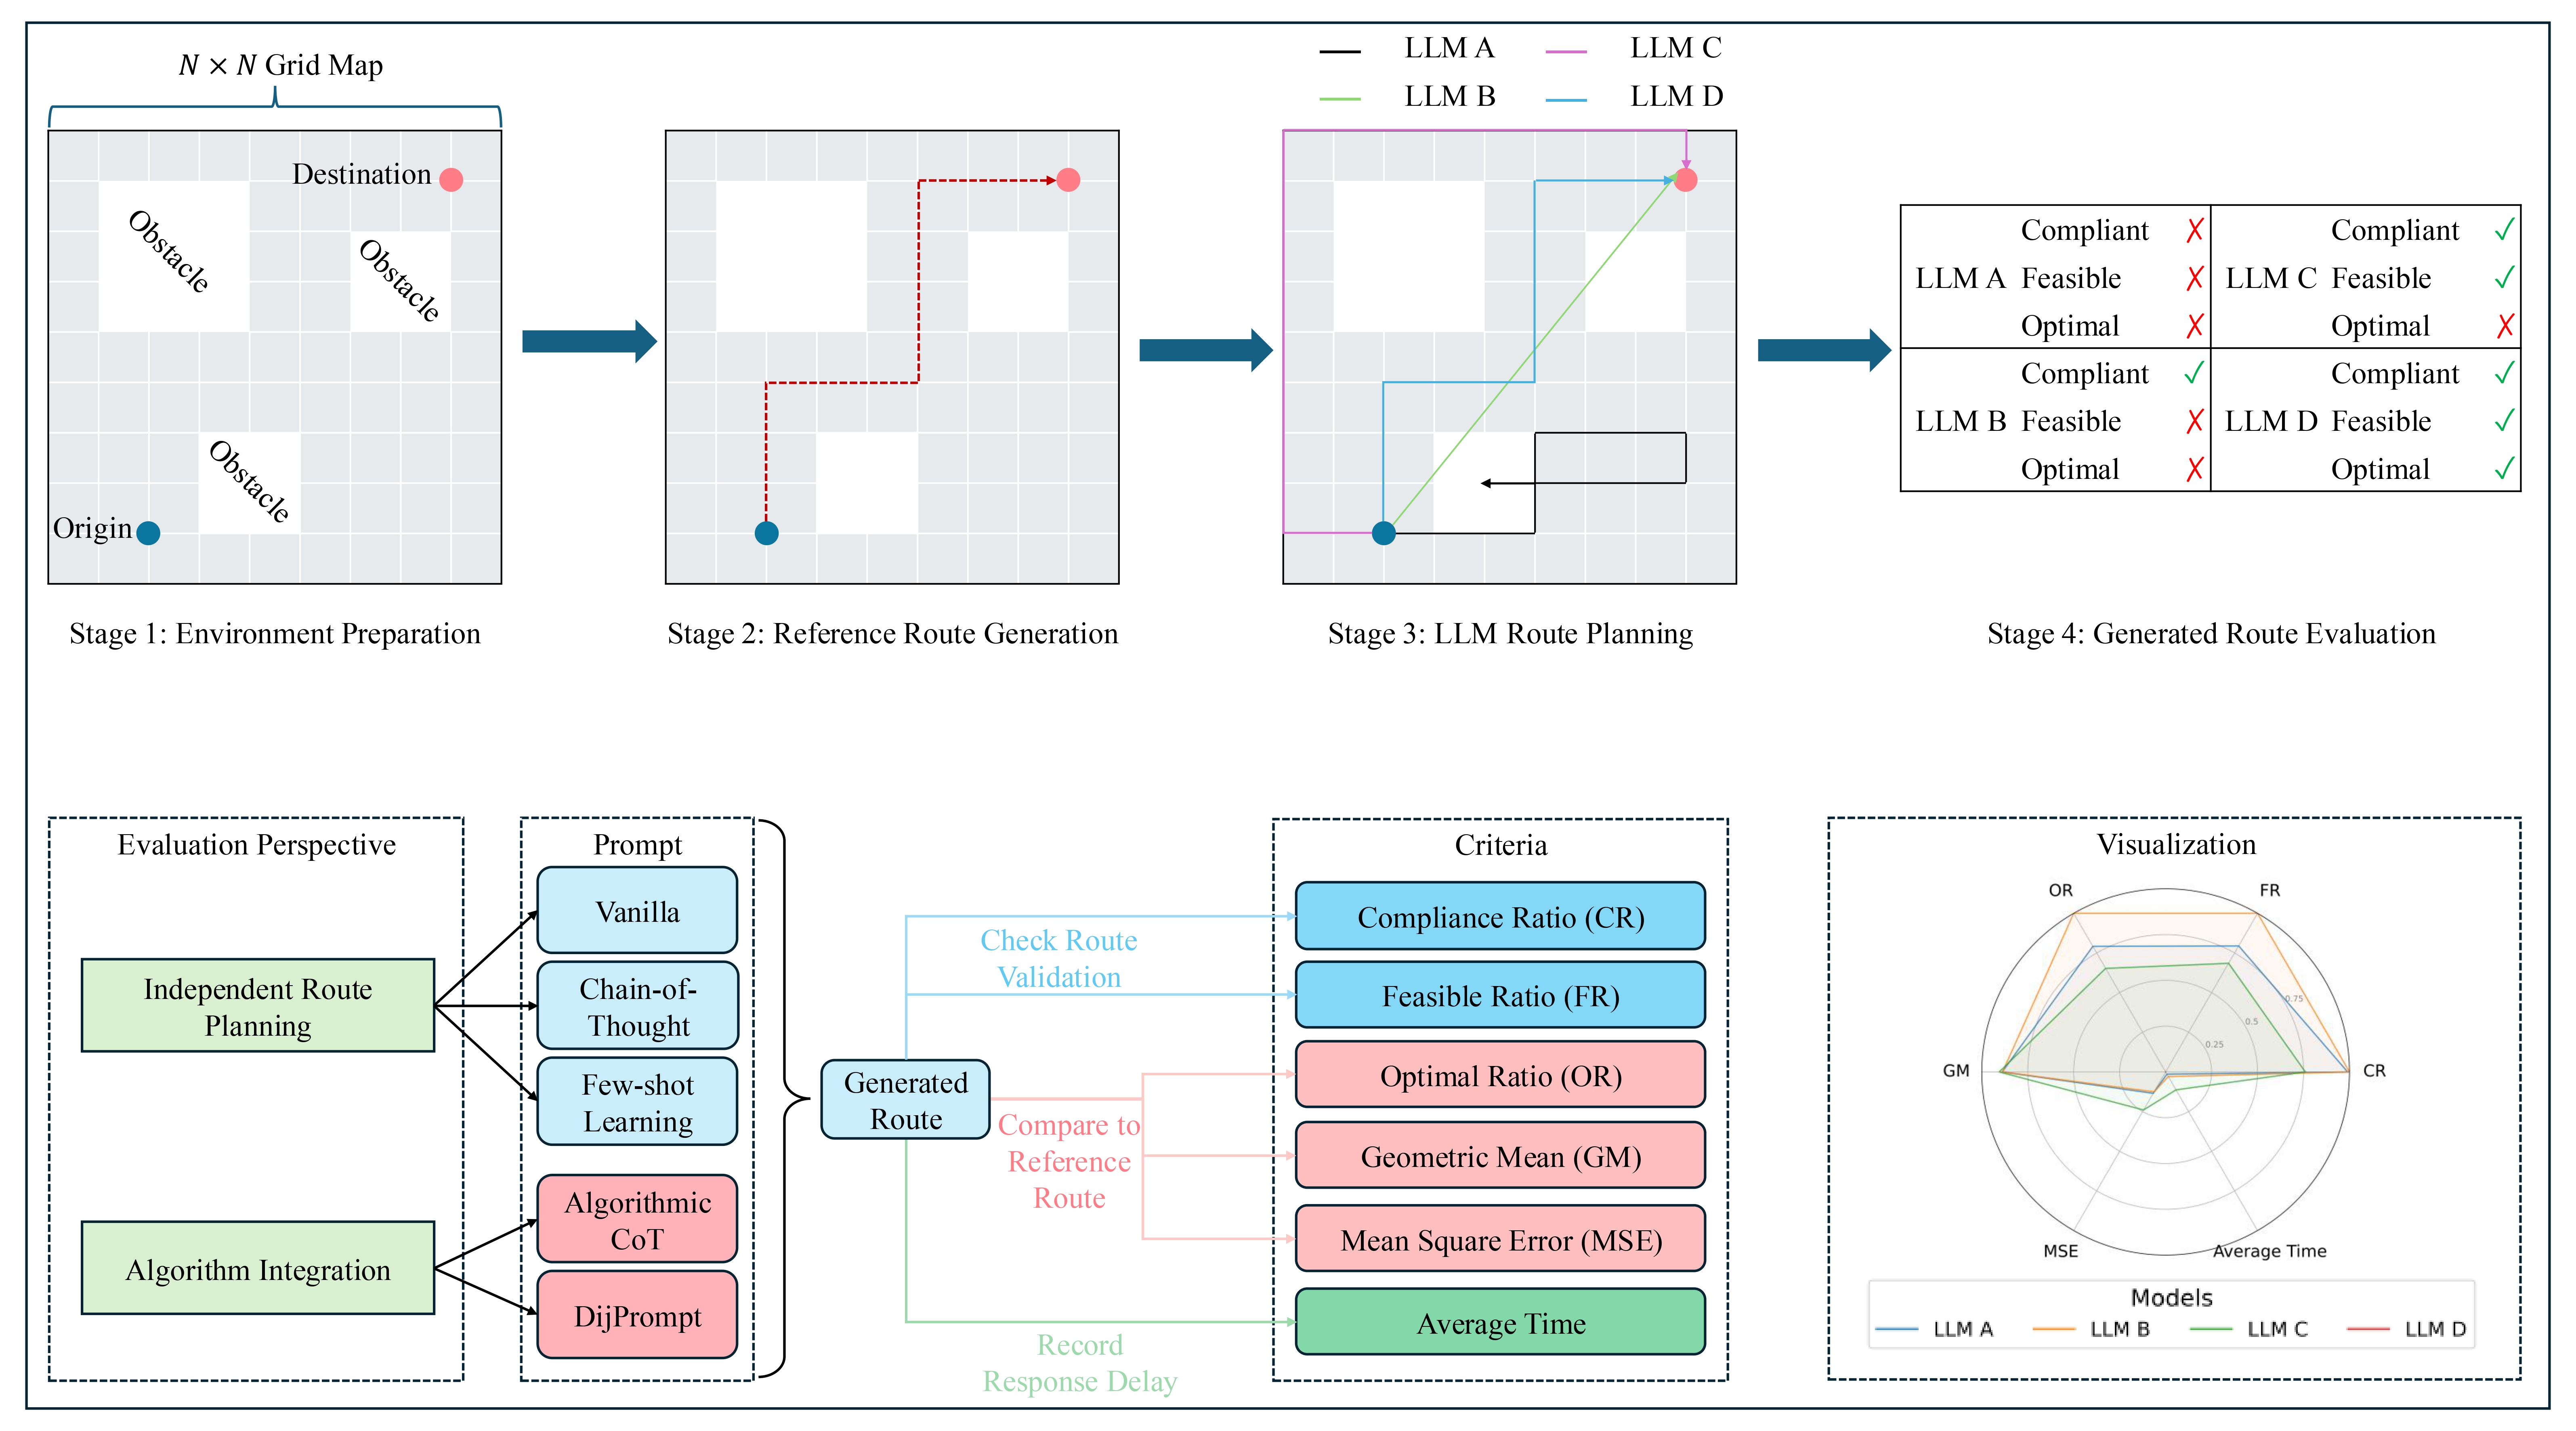 N × N Grid Map
Destination
Obstacle
Obstacle
Obstacle
Origin
Stage 1: Environment Preparation
Stage 2: Reference Route Generation
LLM A
LLM C
LLM B
LLM D
Stage 3: LLM Route Planning
Compliant ✗
LLM A Feasible ✗
Optimal ✗
Compliant ✓
LLM C Feasible ✓
Optimal ✗
Compliant ✓
LLM B Feasible ✗
Optimal ✗
Compliant ✓
LLM D Feasible ✓
Optimal ✓
Stage 4: Generated Route Evaluation
Evaluation Perspective
Independent Route
Planning
Algorithm Integration
Prompt
Vanilla
Chain-of-
Thought
Few-shot
Learning
Algorithmic
CoT
DijPrompt
Generated
Route
Check Route
Validation
Compare to
Reference
Route
Record
Response Delay
Criteria
Compliance Ratio (CR)
Feasible Ratio (FR)
Optimal Ratio (OR)
Geometric Mean (GM)
Mean Square Error (MSE)
Average Time
Visualization
OR
FR
0.75
0.5
0.25
GM
CR
MSE
Average Time
Models
LLM A
LLM B
LLM C
LLM D